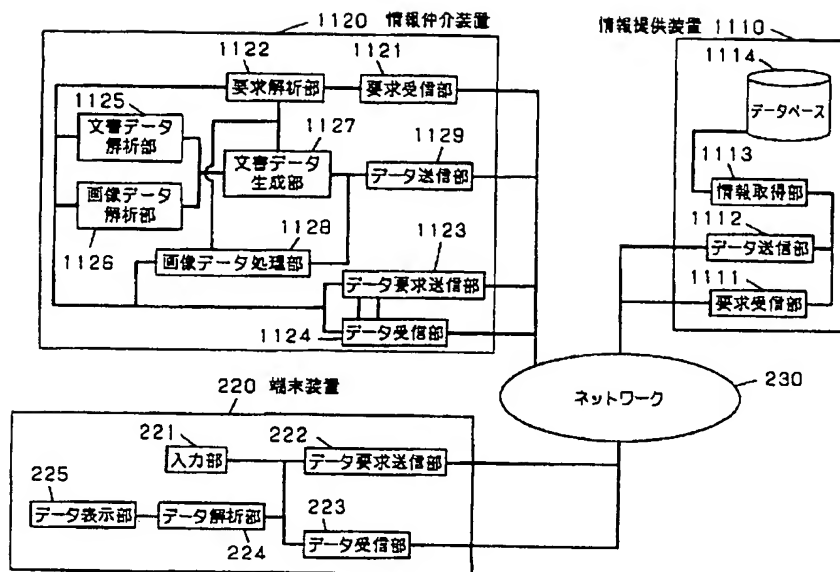 1120 情報仲介装置
1122
1121
要求解析部
要求受信部
1125
文書データ
解析部
1127
文書データ
生成部
1129
データ送信部
画像データ
解析部
1126
1128
画像データ処理部
1123
データ要求送信部
1124
データ受信部
情報提供装置 1110
1114
データベース
1113
情報取得部
1112
データ送信部
1111
要求受信部
ネットワーク
230
220 端末装置
221
入力部
222
データ要求送信部
225
データ表示部
データ解析部
224
223
データ受信部